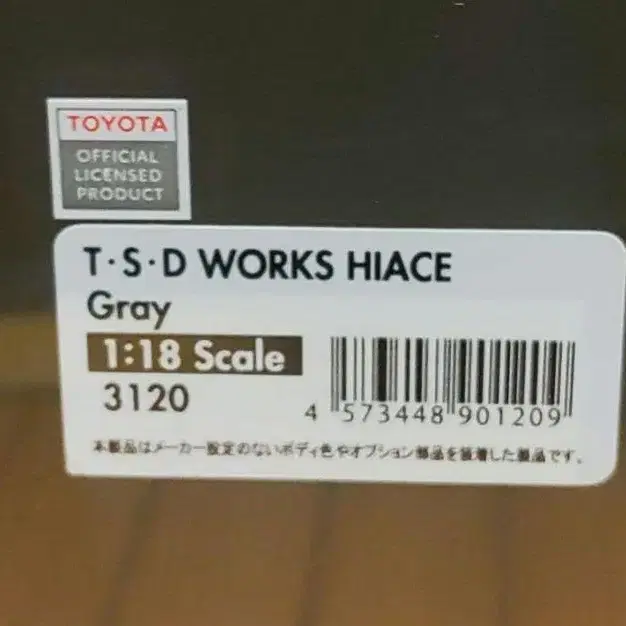 TOYOTA
OFFICIAL
LICENSED
PRODUCT
T·S·D WORKS HIACE
Gray
1:18 Scale
3120
4 573448 901209
本製品はメーカー設定のないボディ色やオプション部品を装着した製品です。